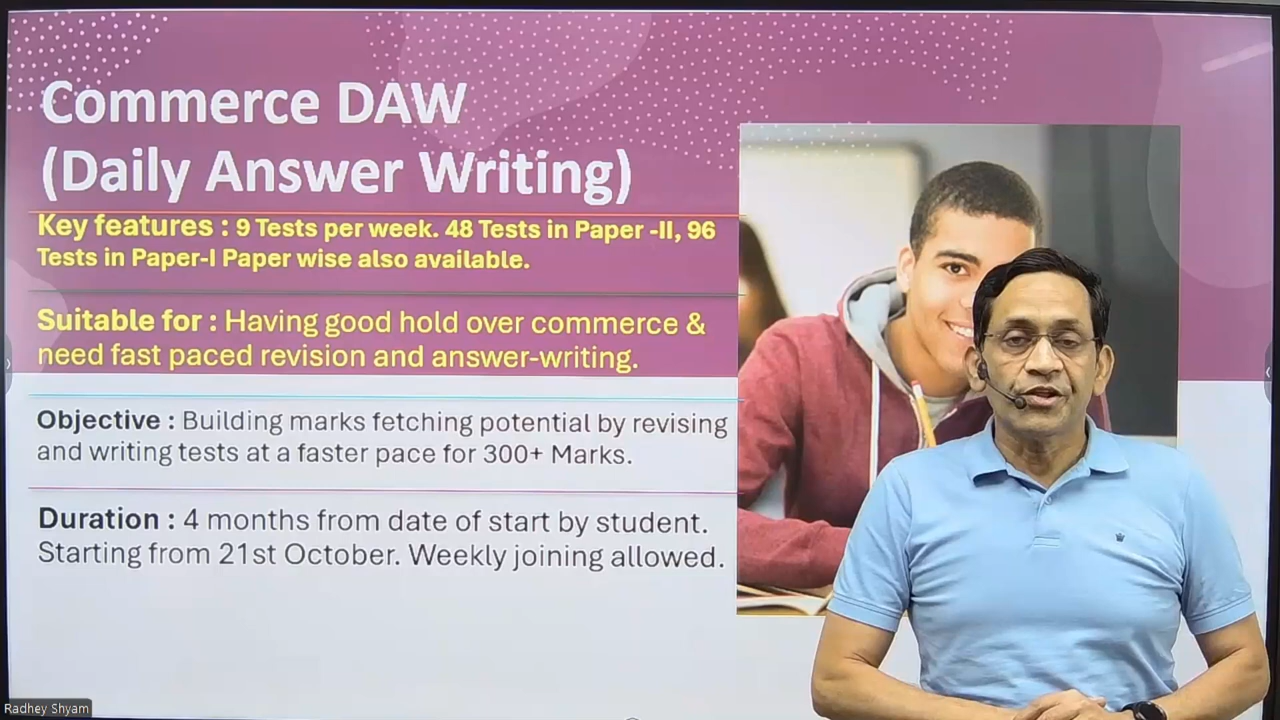 Commerce DAW
(Daily Answer Writing)
Key features : 9 Tests per week. 48 Tests in Paper -II, 96
Tests in Paper-I Paper wise also available.
Suitable for : Having good hold over commerce &
need fast paced revision and answer-writing.
Objective : Building marks fetching potential by revising
and writing tests at a faster pace for 300+ Marks.
Duration : 4 months from date of start by student.
Starting from 21st October. Weekly joining allowed.
Radhey Shyam